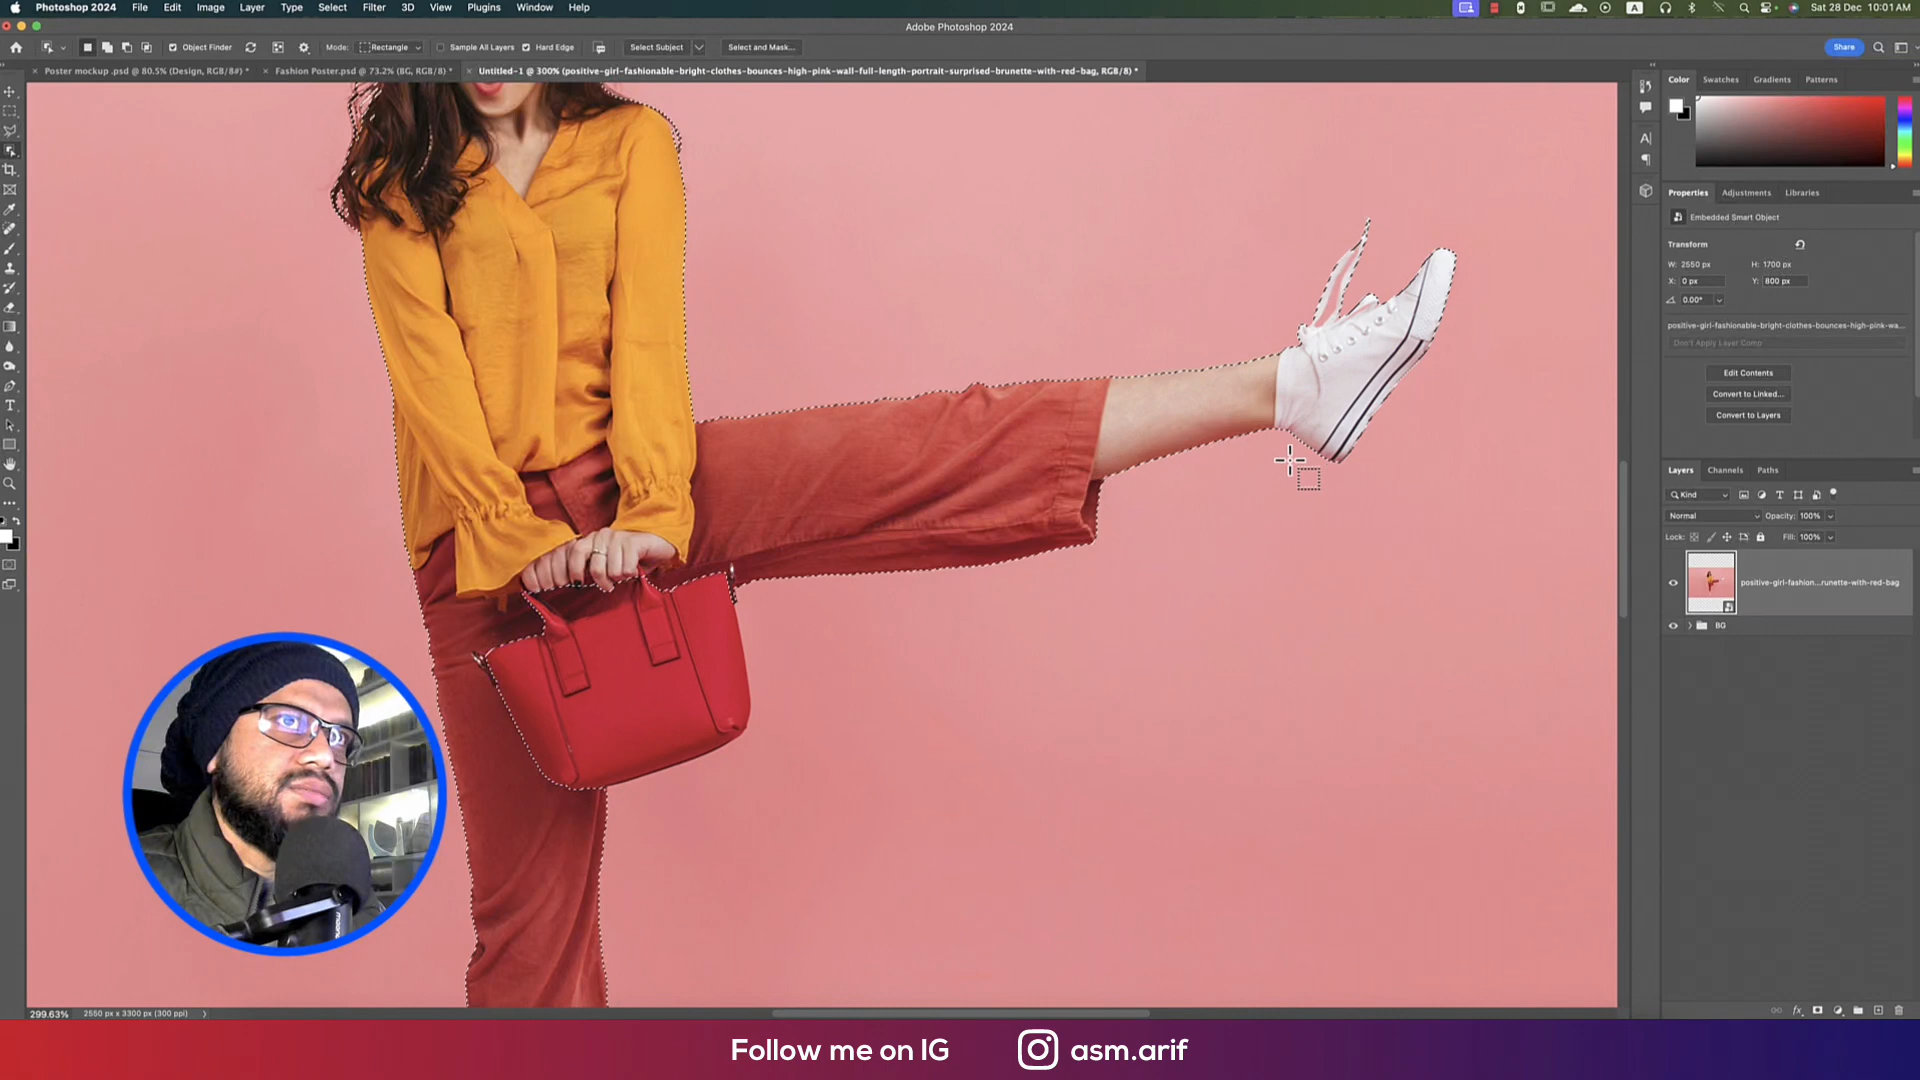 Photoshop 2024 File Edit Image Layer Type Select Filter 3D View Plugins Window Help Sat 28 Dec 10:01 AM
Adobe Photoshop 2024
Object Finder Mode: Rectangle Sample All Layers Hard Edge Select Subject Select and Mask... Share
Poster mockup .psd @ 80.5% (Design, RGB/8#) * Fashion Poster.psd @ 73.2% (BG, RGB/8) * Untitled-1 @ 300% (positive-girl-fashionable-bright-clothes-bounces-high-pink-wall-full-length-portrait-surprised-brunette-with-red-bag, RGB/8) *
Color Swatches Gradients Patterns
Properties Adjustments Libraries
Embedded Smart Object
Transform
W: 2550 px H: 1700 px
X: 0 px Y: 800 px
0.00°
positive-girl-fashionable-bright-clothes-bounces-high-pink-wa...
Don't Apply Layer Comp
Edit Contents
Convert to Linked...
Convert to Layers
Layers Channels Paths
Kind
Normal Opacity: 100%
Lock: Fill: 100%
positive-girl-fashion...runette-with-red-bag
BG
299.63% 2550 px x 3300 px (300 ppi)
Follow me on IG asm.arif